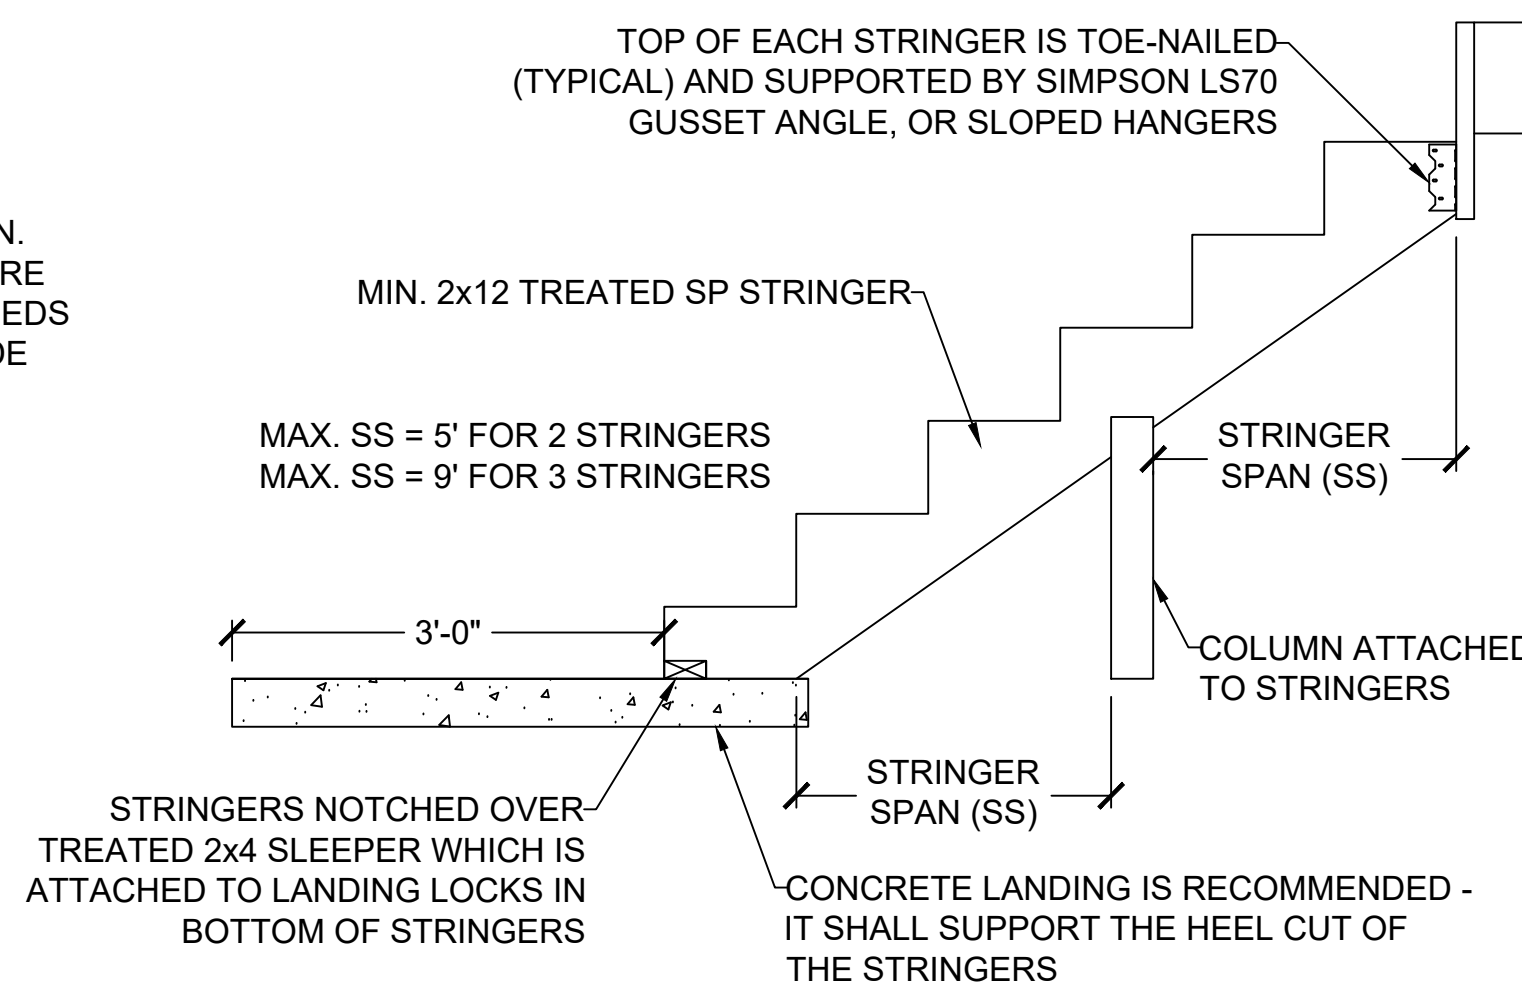 TOP OF EACH STRINGER IS TOE-NAILED
(TYPICAL) AND SUPPORTED BY SIMPSON LS70
GUSSET ANGLE, OR SLOPED HANGERS
MIN. 2x12 TREATED SP STRINGER
MAX. SS = 5' FOR 2 STRINGERS
MAX. SS = 9' FOR 3 STRINGERS
STRINGER
SPAN (SS)
3'-0"
COLUMN ATTACHED
TO STRINGERS
STRINGER
SPAN (SS)
STRINGERS NOTCHED OVER
TREATED 2x4 SLEEPER WHICH IS
ATTACHED TO LANDING LOCKS IN
BOTTOM OF STRINGERS
CONCRETE LANDING IS RECOMMENDED -
IT SHALL SUPPORT THE HEEL CUT OF
THE STRINGERS